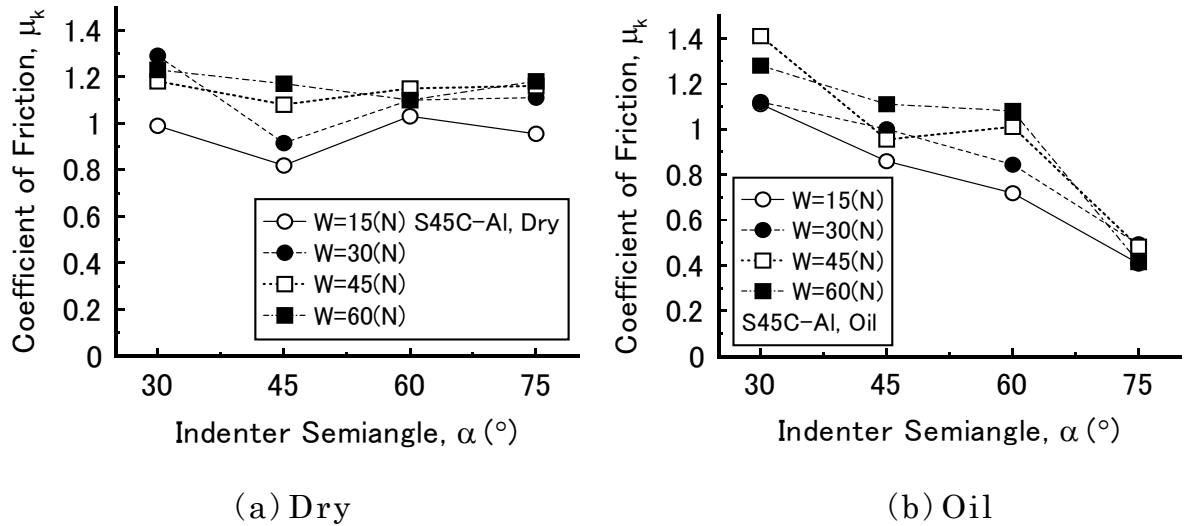 Coefficient of Friction, μk
1.4
1.2
1
0.8
0.6
0.4
0.2
0
W=15(N) S45C-Al, Dry
W=30(N)
W=45(N)
W=60(N)
30 45 60 75
Indenter Semiangle, α(°)
(a) Dry
Coefficient of Friction, μk
1.4
1.2
1
0.8
0.6
0.4
0.2
0
W=15(N)
W=30(N)
W=45(N)
W=60(N)
S45C-Al, Oil
30 45 60 75
Indenter Semiangle, α(°)
(b) Oil